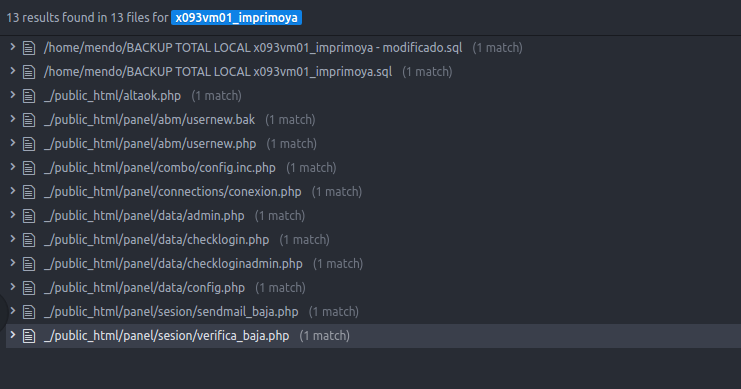 13 results found in 13 files for x093vm01_imprimoya
/home/mendo/BACKUP TOTAL LOCAL x093vm01_imprimoya - modificado.sql (1 match)
/home/mendo/BACKUP TOTAL LOCAL x093vm01_imprimoya.sql (1 match)
_/public_html/altaok.php (1 match)
_/public_html/panel/abm/usernew.bak (1 match)
_/public_html/panel/abm/usernew.php (1 match)
_/public_html/panel/combo/config.inc.php (1 match)
_/public_html/panel/connections/conexion.php (1 match)
_/public_html/panel/data/admin.php (1 match)
_/public_html/panel/data/checklogin.php (1 match)
_/public_html/panel/data/checkloginadmin.php (1 match)
_/public_html/panel/data/config.php (1 match)
_/public_html/panel/sesion/sendmail_baja.php (1 match)
_/public_html/panel/sesion/verifica_baja.php (1 match)